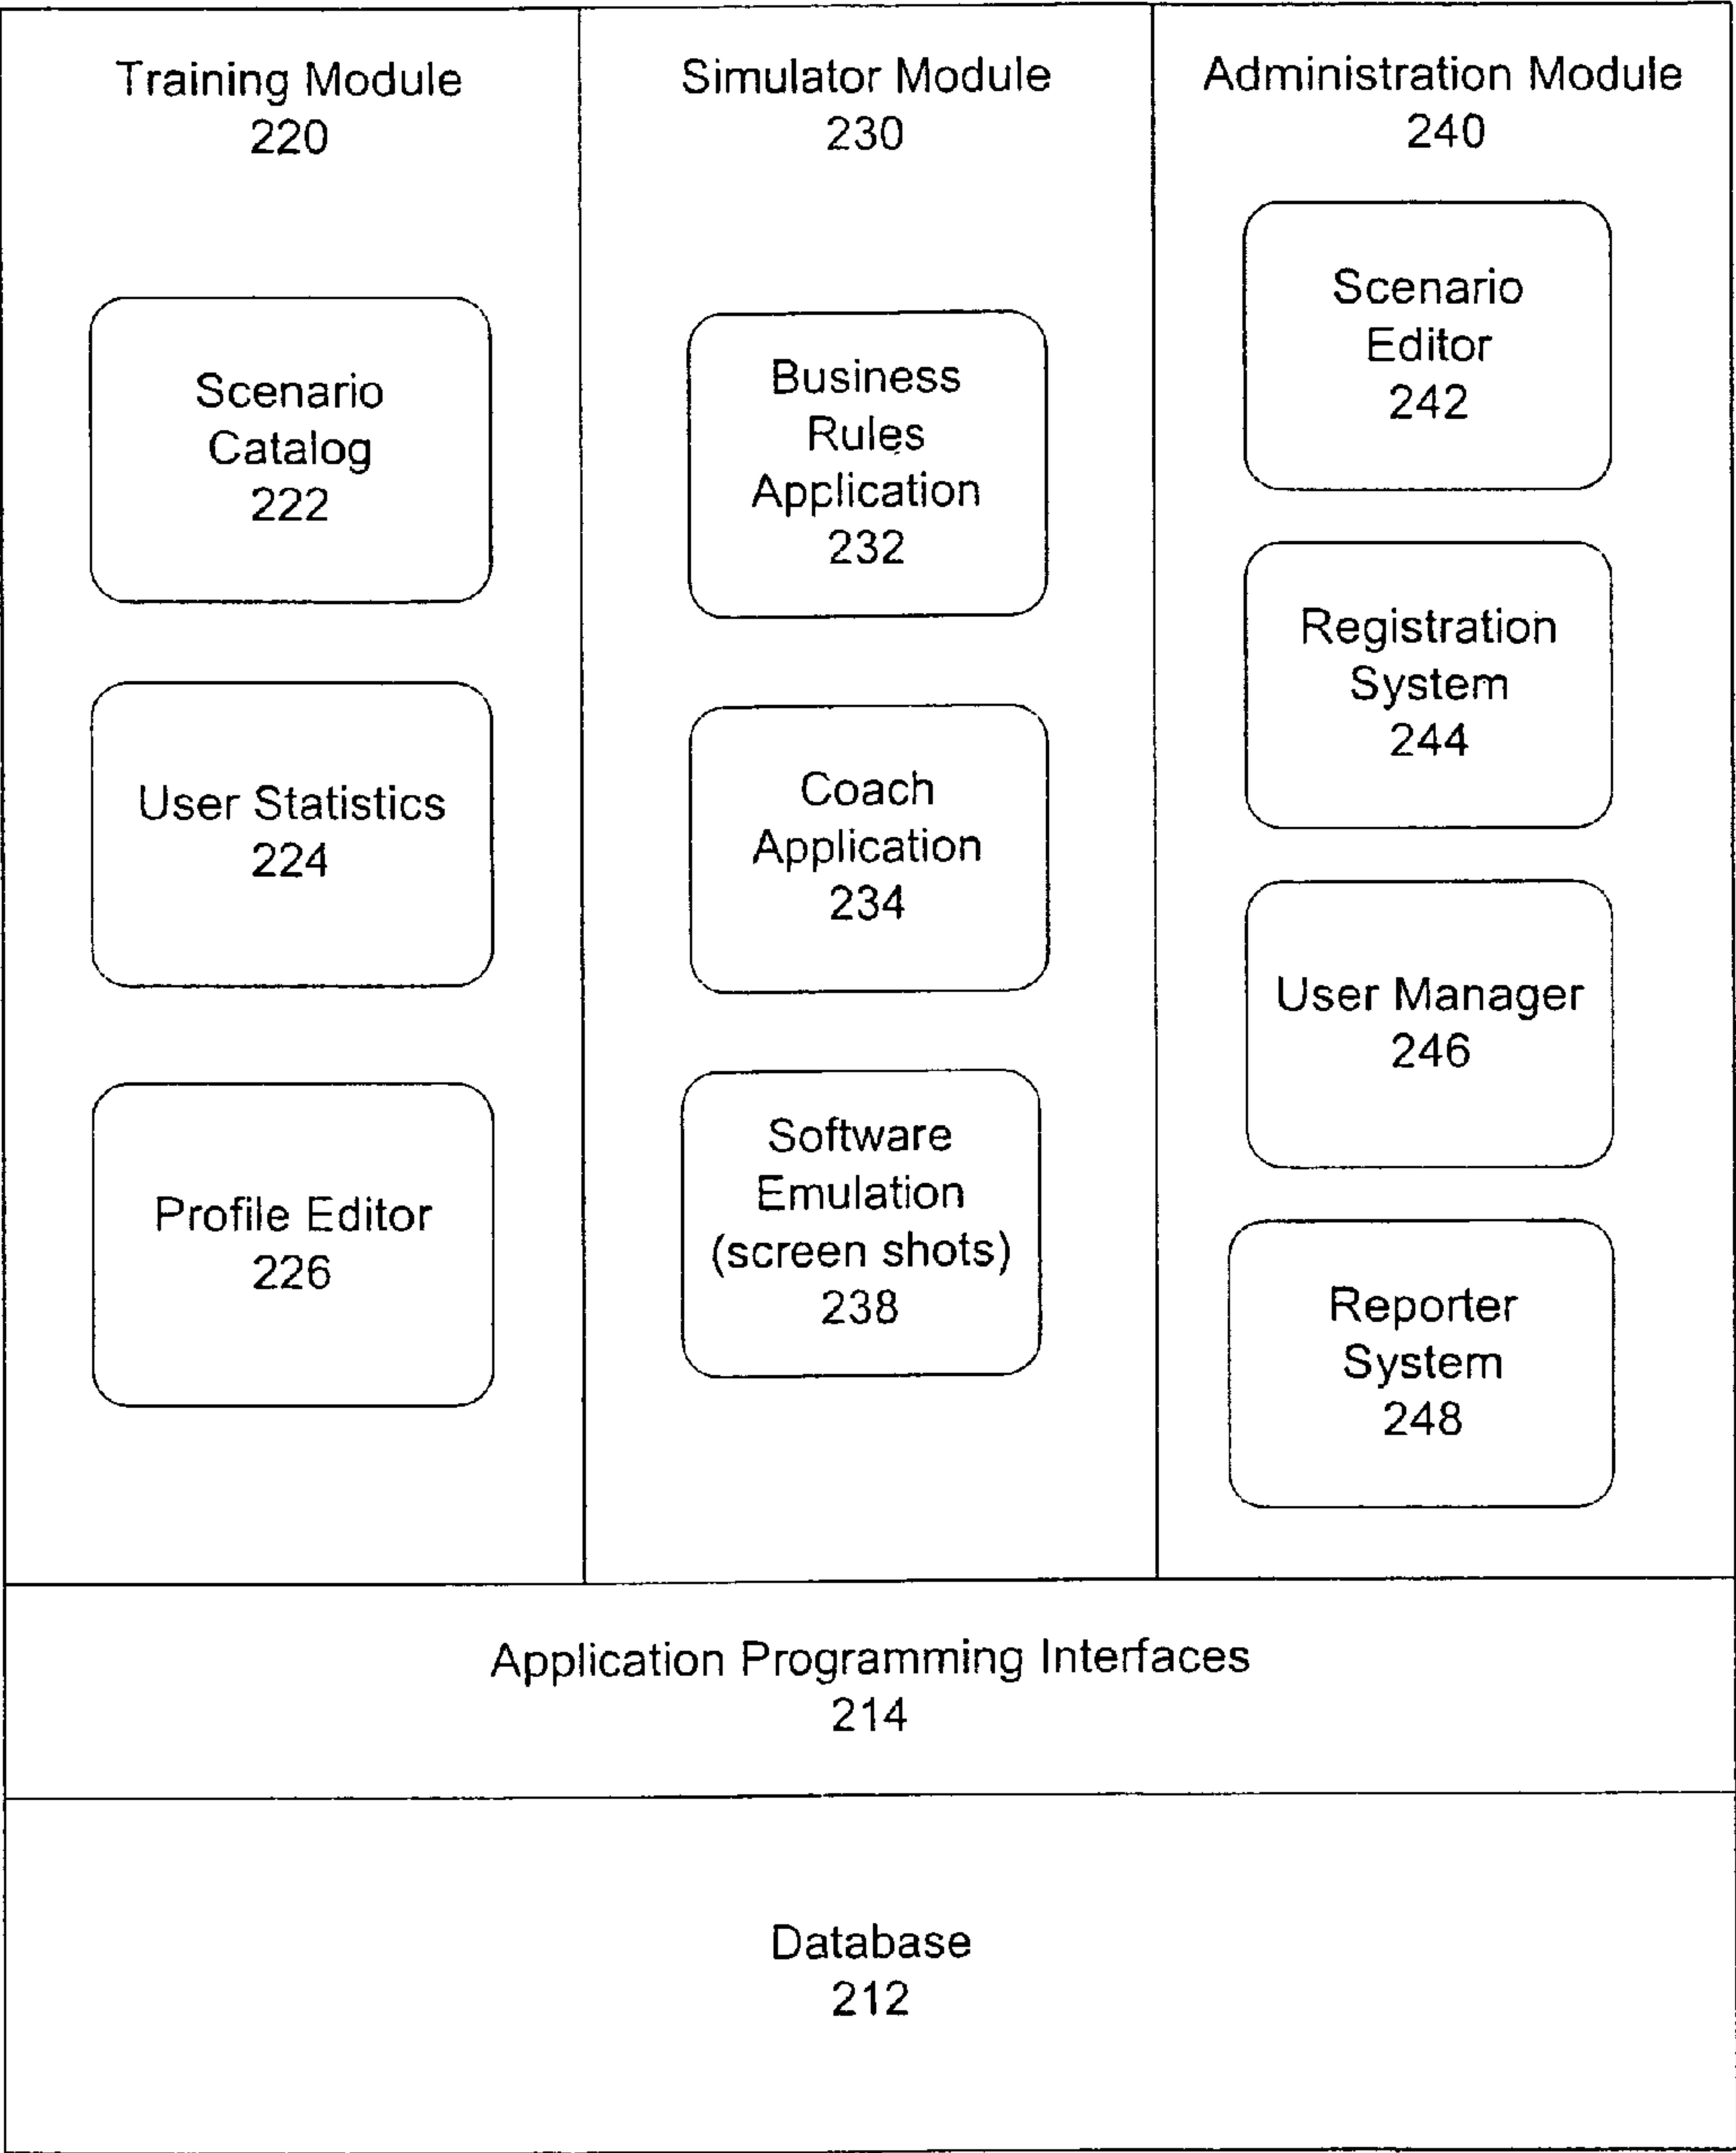 Training Module
220
Scenario
Catalog
222
User Statistics
224
Profile Editor
226
Simulator Module
230
Business
Rules
Application
232
Coach
Application
234
Software
Emulation
(screen shots)
238
Administration Module
240
Scenario
Editor
242
Registration
System
244
User Manager
246
Reporter
System
248
Application Programming Interfaces
214
Database
212